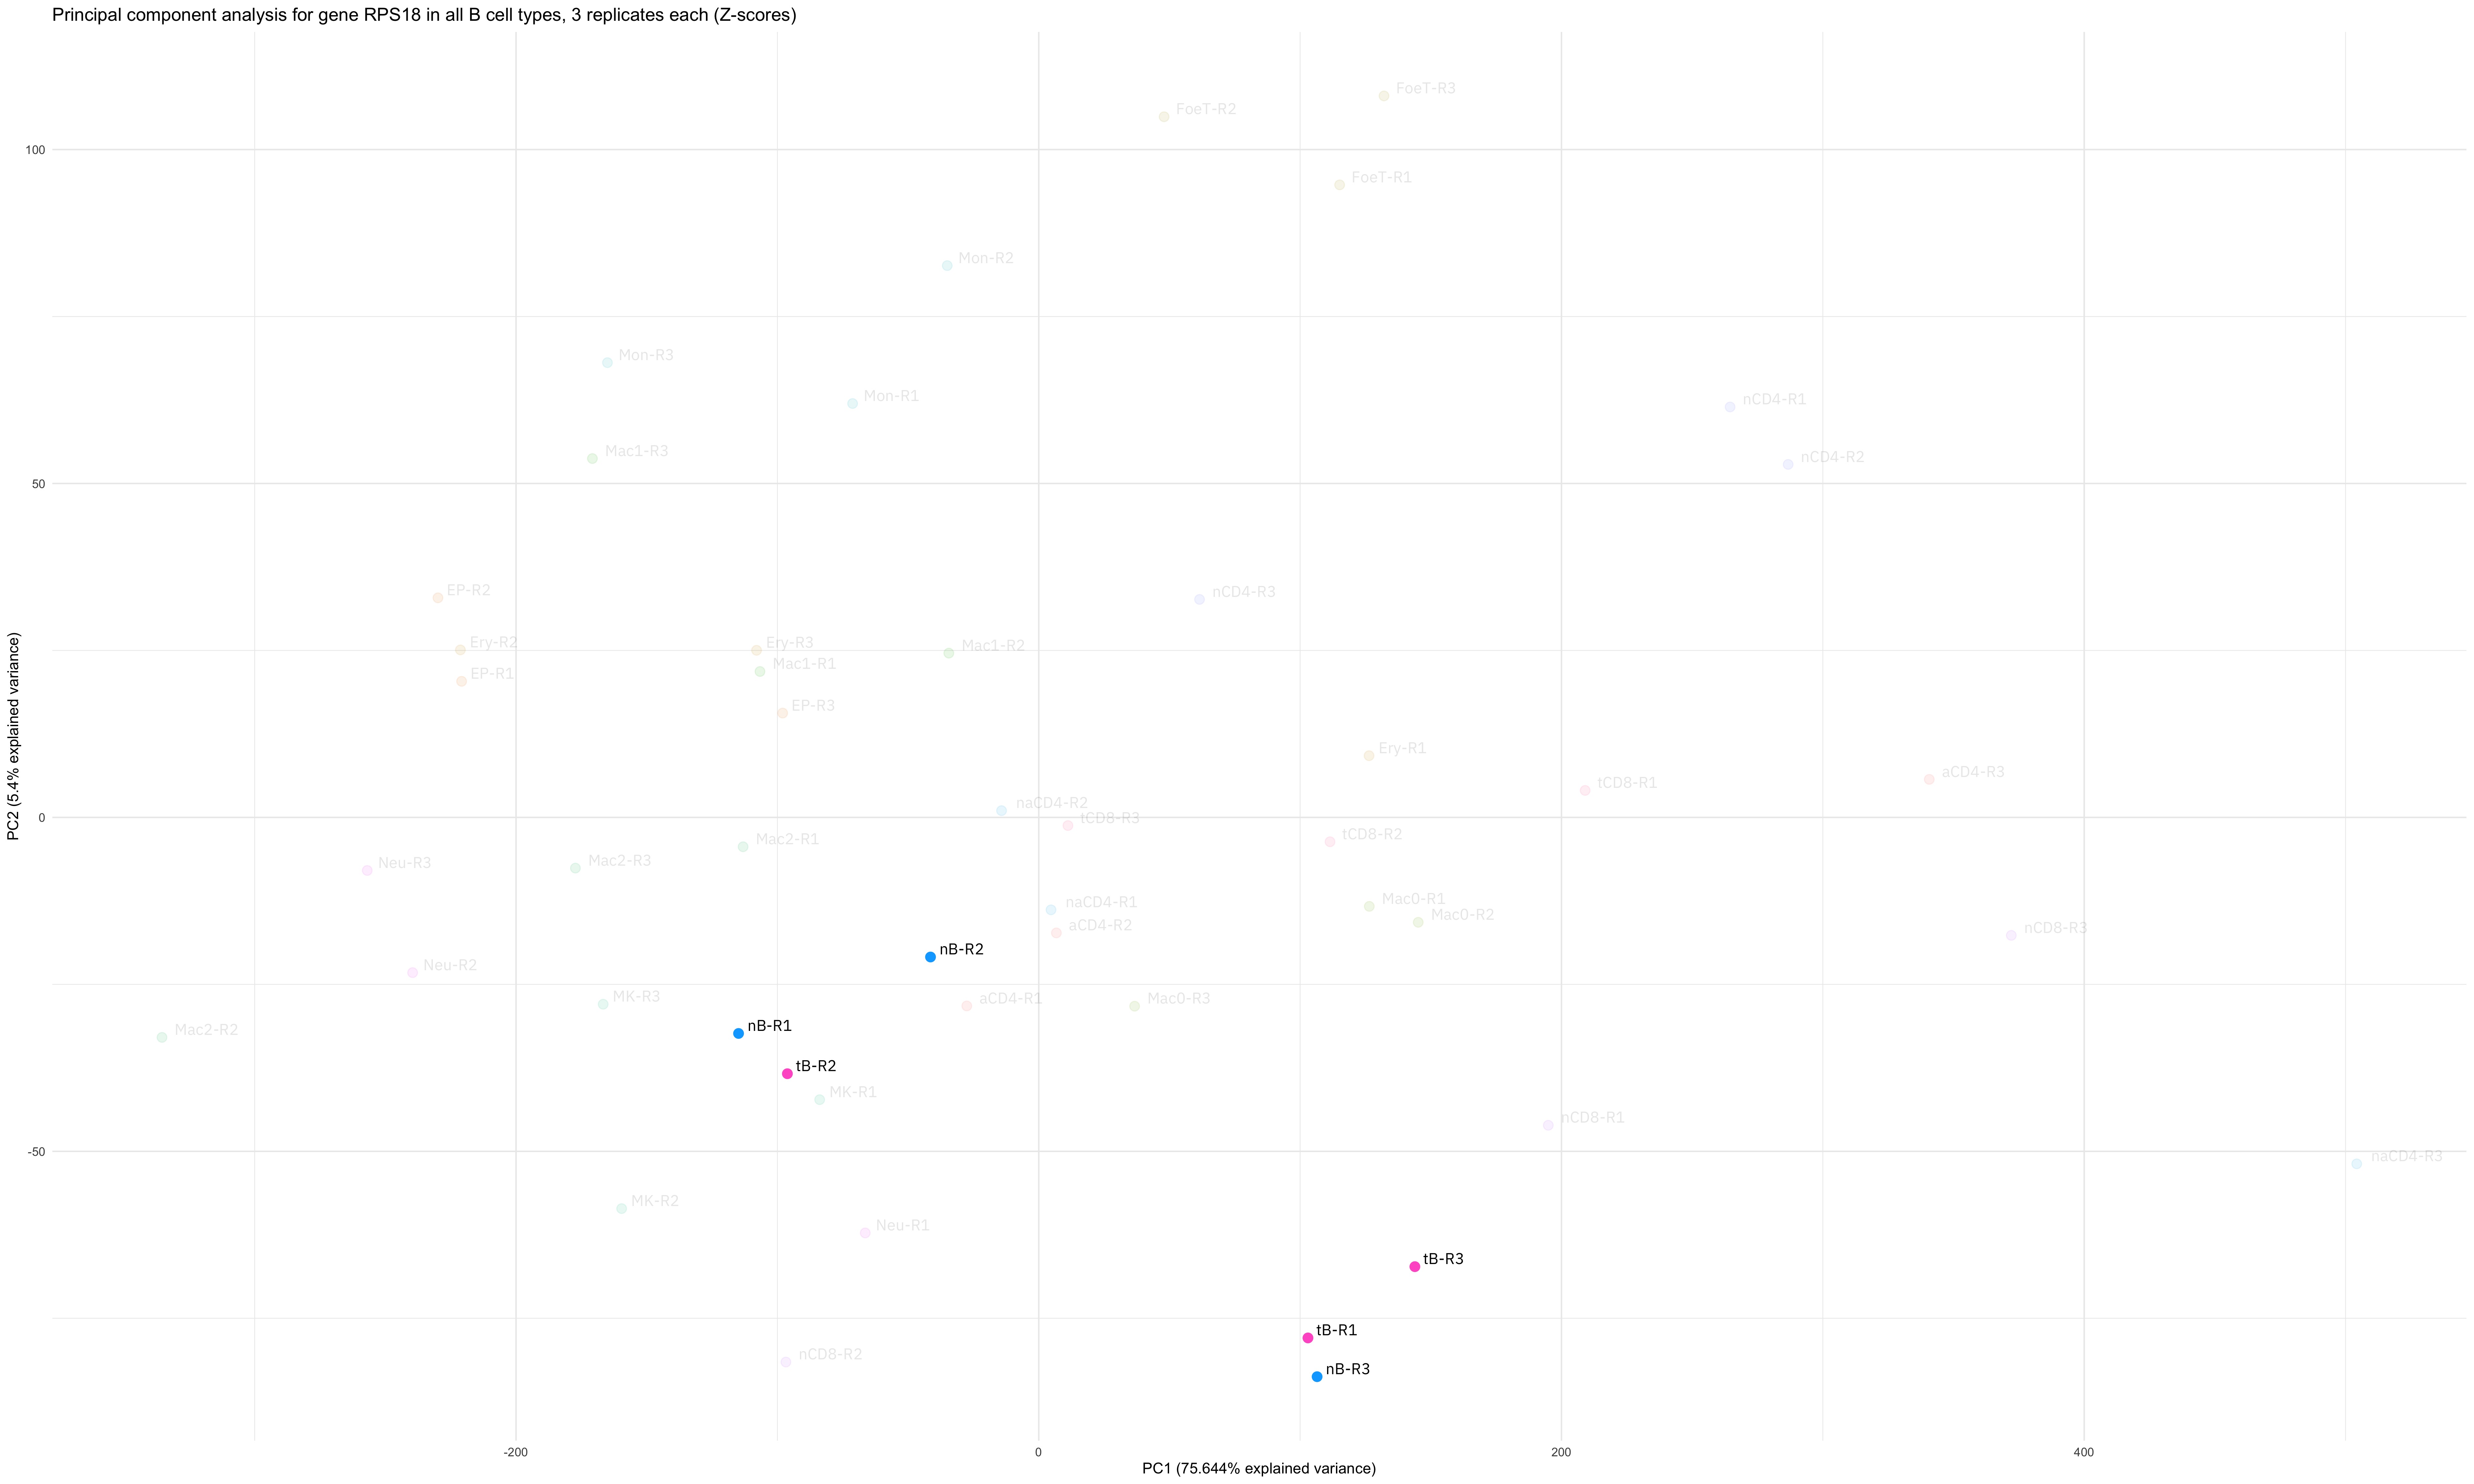 Principal component analysis for gene RPS18 in all B cell types, 3 replicates each (Z-scores)
FoeT-R3
FoeT-R2
100
FoeT-R1
Mon-R2
Mon-R3
Mon-R1
nCD4-R1
Mac1-R3
nCD4-R2
50
EP-R2
nCD4-R3
Ery-R2
Ery-R3
Mac1-R2
Mac1-R1
EP-R1
EP-R3
PC2 (5.4% explained variance)
Ery-R1
aCD4-R3
tCD8-R1
naCD4-R2
tCD8-R3
0
tCD8-R2
Mac2-R1
Mac2-R3
Neu-R3
Mac0-R1
naCD4-R1
Mac0-R2
aCD4-R2
nCD8-R3
nB-R2
Neu-R2
MK-R3
aCD4-R1
Mac0-R3
nB-R1
Mac2-R2
tB-R2
MK-R1
nCD8-R1
-50
naCD4-R3
MK-R2
Neu-R1
tB-R3
tB-R1
nCD8-R2
nB-R3
-200
0
200
400
PC1 (75.644% explained variance)